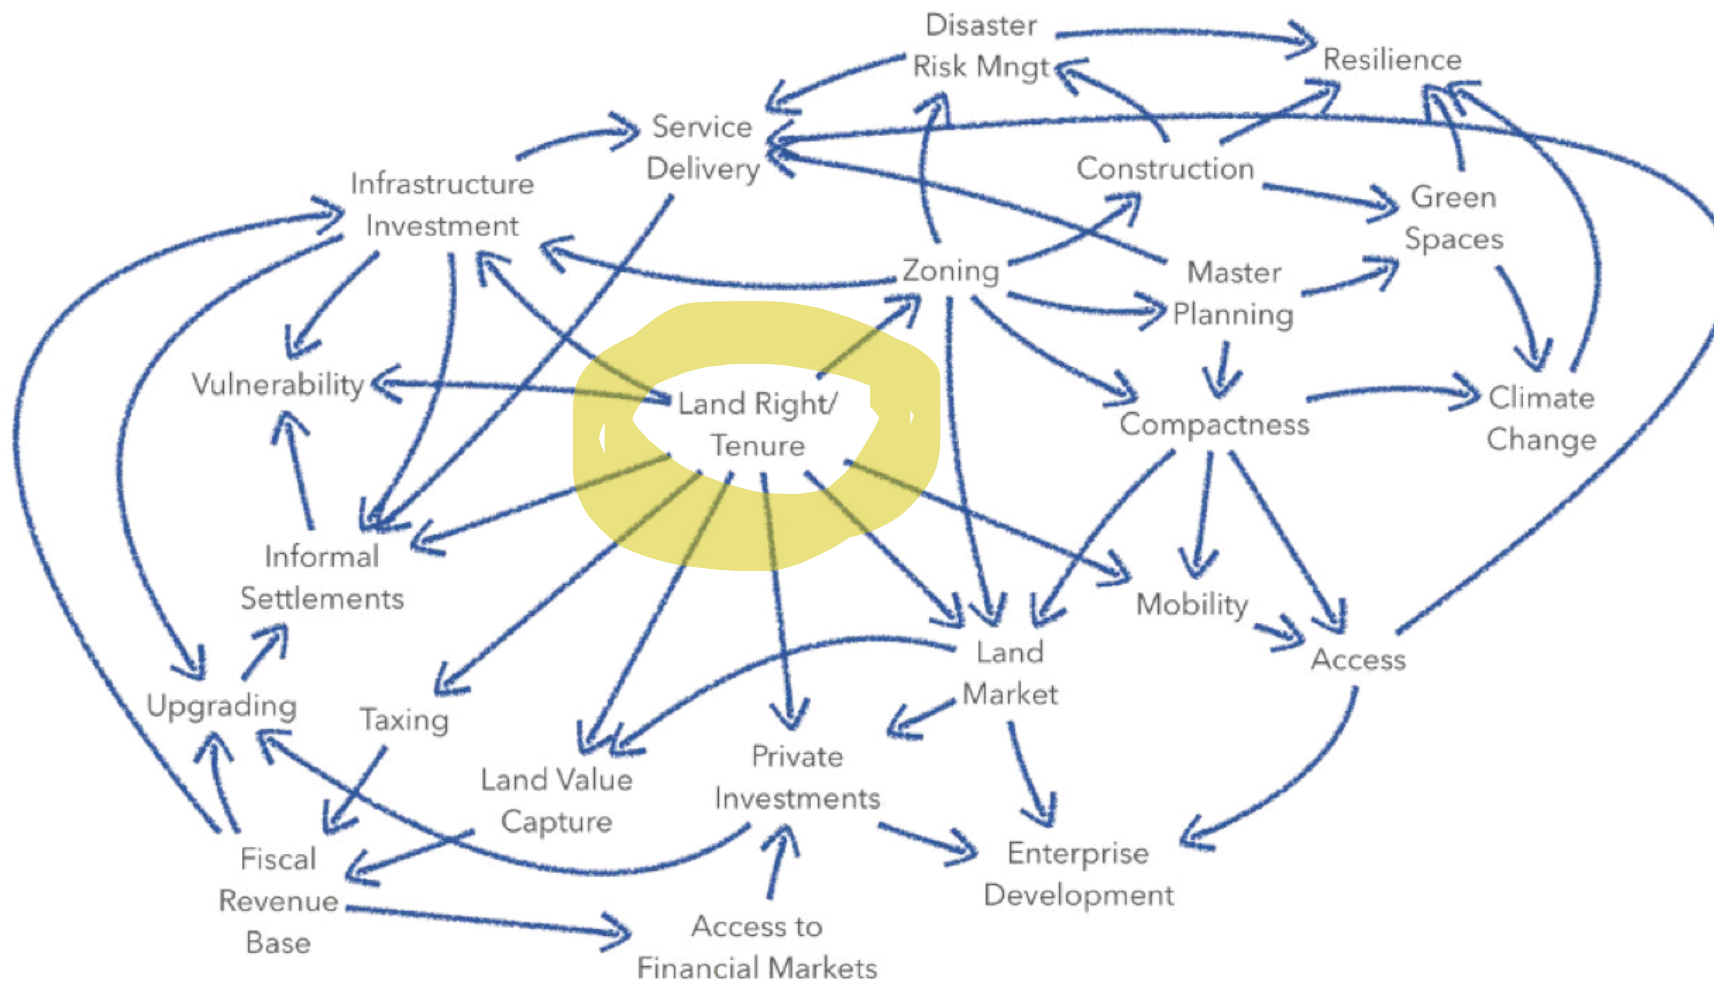 Disaster
Risk Mngt
Resilience
Service
Delivery
Construction
Infrastructure
Investment
Green
Spaces
Zoning
Master
Planning
Vulnerability
Land Right/
Tenure
Compactness
Climate
Change
Informal
Settlements
Mobility
Land
Market
Access
Upgrading
Taxing
Land Value
Capture
Private
Investments
Fiscal
Revenue
Base
Enterprise
Development
Access to
Financial Markets